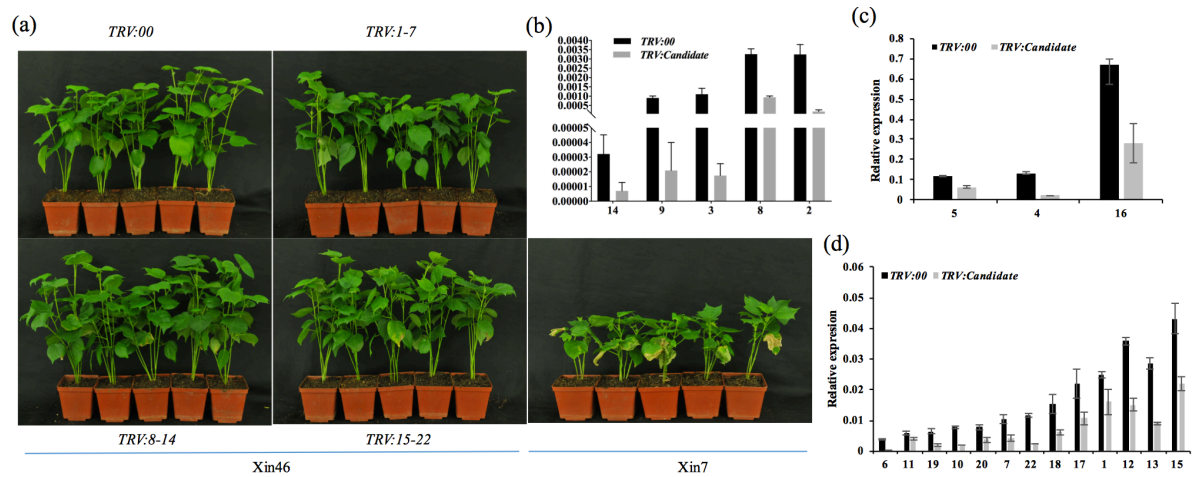 (a)
TRV:00
TRV:1-7
TRV:8-14
TRV:15-22
Xin46
Xin7
(b)
TRV:00
TRV:Candidate
0.0040
0.0035
0.0030
0.0025
0.0020
0.0015
0.0010
0.0005
0.00005
0.00004
0.00003
0.00002
0.00001
0.00000
14 9 3 8 2
(c)
TRV:00 TRV:Candidate
Relative expression
0.8
0.7
0.6
0.5
0.4
0.3
0.2
0.1
0
5 4 16
(d)
TRV:00 TRV:Candidate
Relative expresion
0.06
0.05
0.04
0.03
0.02
0.01
0
6 11 19 10 20 7 22 18 17 1 12 13 15